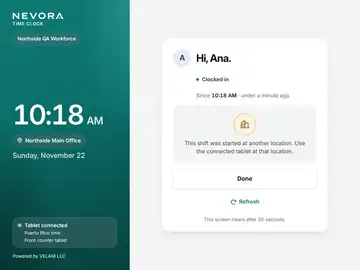 NEVORA
TIME CLOCK
Northside QA Workforce
10:18 AM
Northside Main Office
Sunday, November 22
Tablet connected
Puerto Rico time
Front counter tablet
Powered by VELANI LLC
A
Hi, Ana.
Clocked in
Since 10:18 AM · under a minute ago
This shift was started at another location. Use
the connected tablet at that location.
Done
Refresh
This screen clears after 30 seconds.